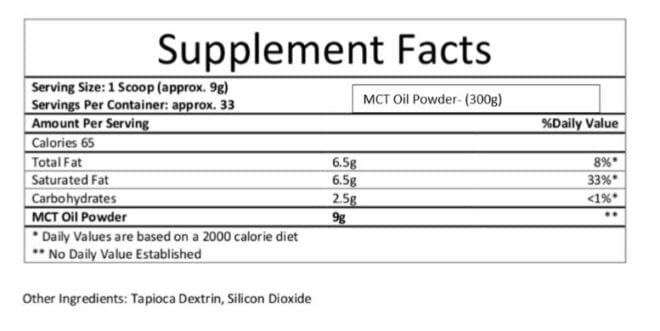 Supplement Facts
Serving Size: 1 Scoop (approx. 9g)
Servings Per Container: approx. 33
MCT Oil Powder- (300g)
Amount Per Serving %Daily Value
Calories 65
Total Fat 6.5g 8%*
Saturated Fat 6.5g 33%*
Carbohydrates 2.5g <1%*
MCT Oil Powder 9g **
* Daily Values are based on a 2000 calorie diet
** No Daily Value Established
Other Ingredients: Tapioca Dextrin, Silicon Dioxide